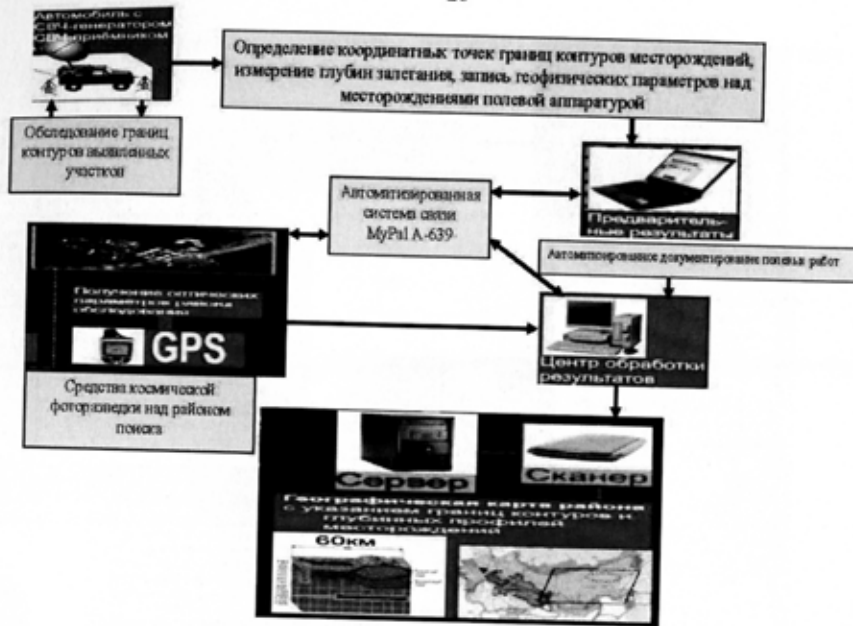 Автомобиль с
СВЧ-генератором
СВЧ-приёмником
Определение координатных точек границ контуров месторождений,
измерение глубин залегания, запись геофизических параметров над
месторождениями полевой аппаратурой
Обследование границ
контуров выявленных
участков
Автоматизированная
система связи
MyPal A-639-
Предваритель-
ные результаты
Автоматизированное документирование полевых работ
Получение оптических
параметров района
обследования
GPS
Центр обработки
результатов
Средства космической
фоторазведки над районом
поиска
Сервер
Сканер
Географическая карта района
с указанием границ контуров и
глубинных профилей
месторождений
60км